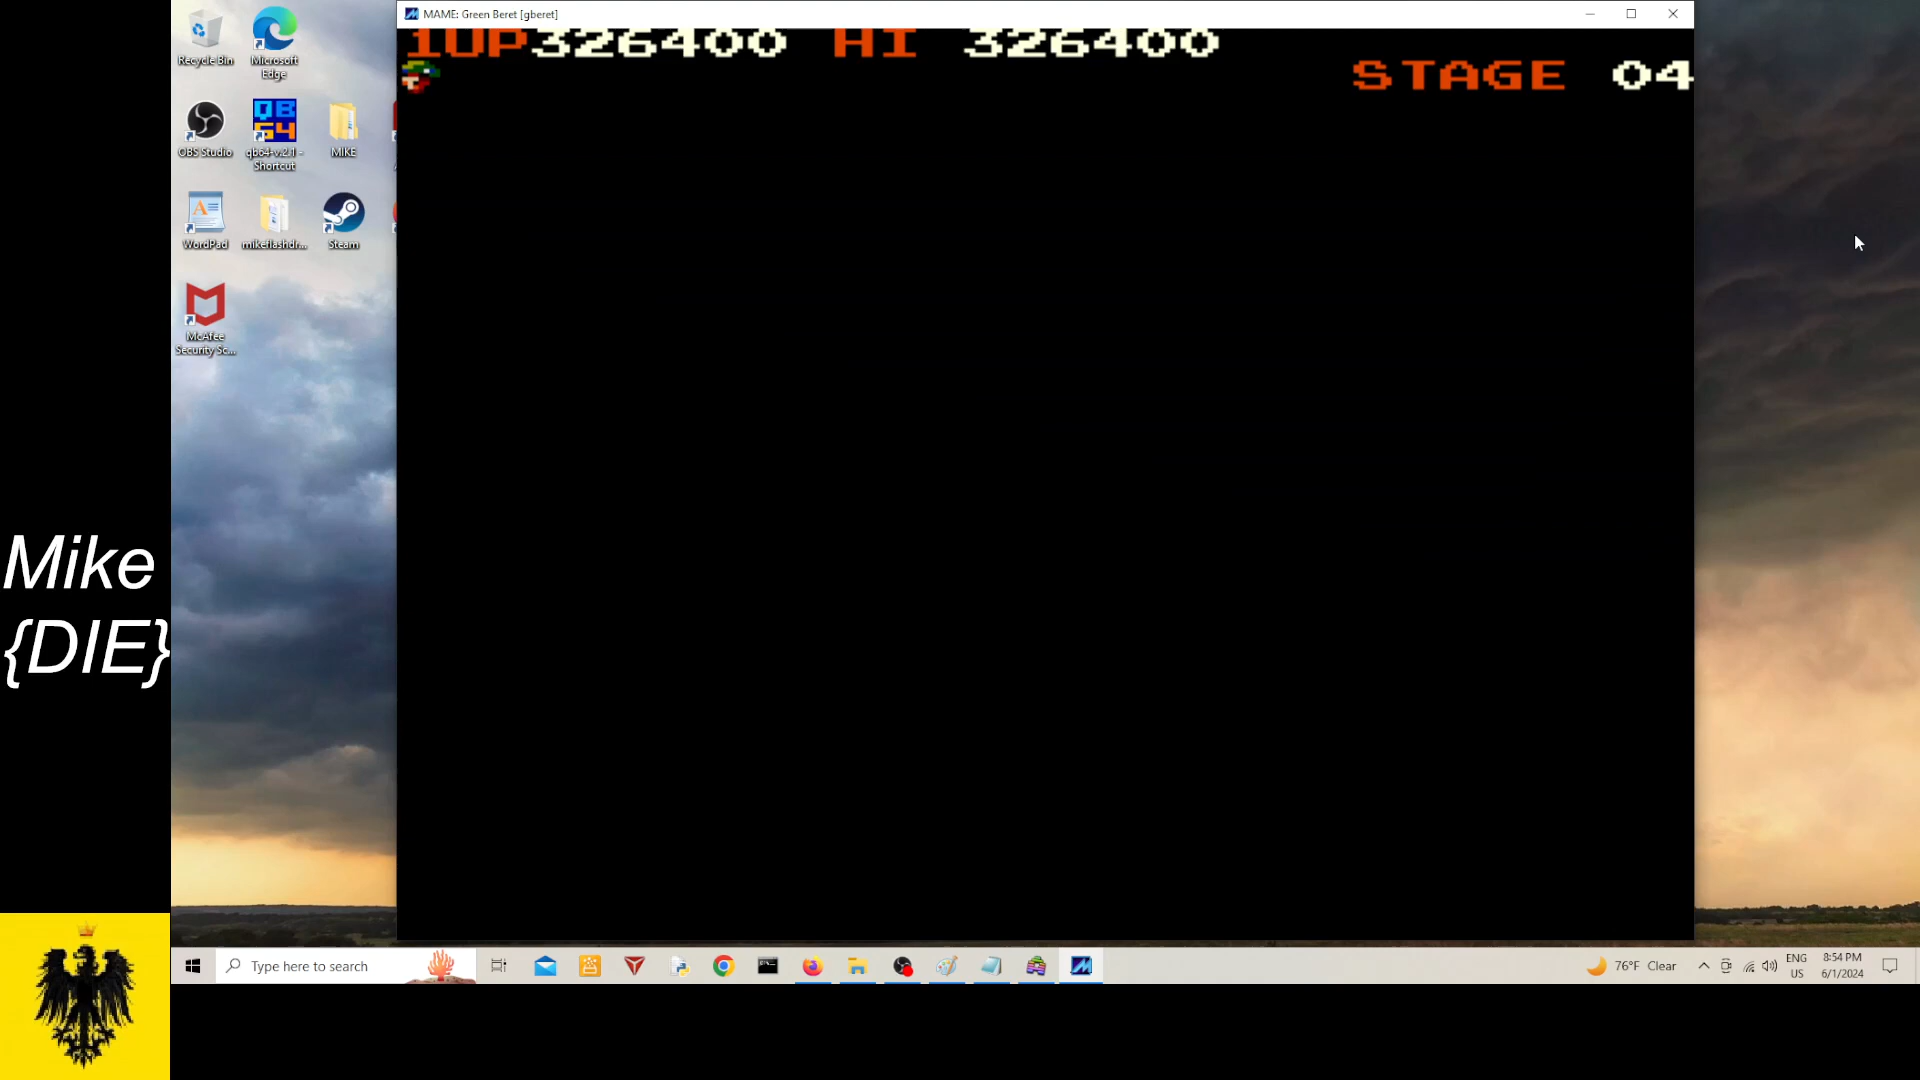 MAME: Green Beret [gberet]
1UP326400 HI 326400
STAGE 04
Recycle Bin
Microsoft
Edge
OBS Studio
qb64-v.2.1 -
Shortcut
MIKE
WordPad
mikeflashdr...
Steam
McAfee
Security Sc...
Mike
{DIE}
Type here to search
76°F Clear
ENG
US
8:54 PM
6/1/2024